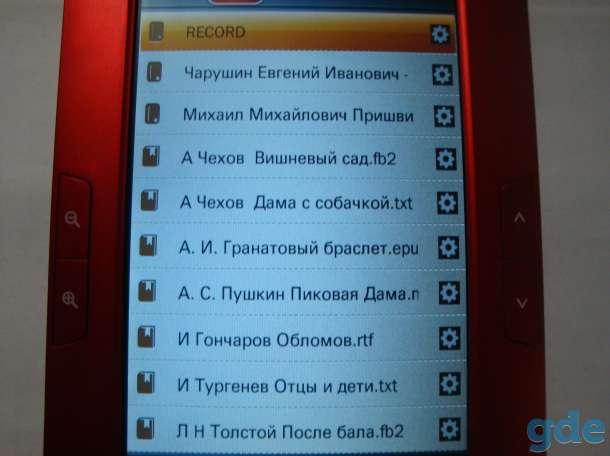 RECORD
Чарушин Евгений Иванович -
Михаил Михайлович Пришви
А Чехов Вишневый сад.fb2
А Чехов Дама с собачкой.txt
А. И. Гранатовый браслет.epu
А. С. Пушкин Пиковая Дама.п
И Гончаров Обломов.rtf
И Тургенев Отцы и дети.txt
Л Н Толстой После бала.fb2
gde